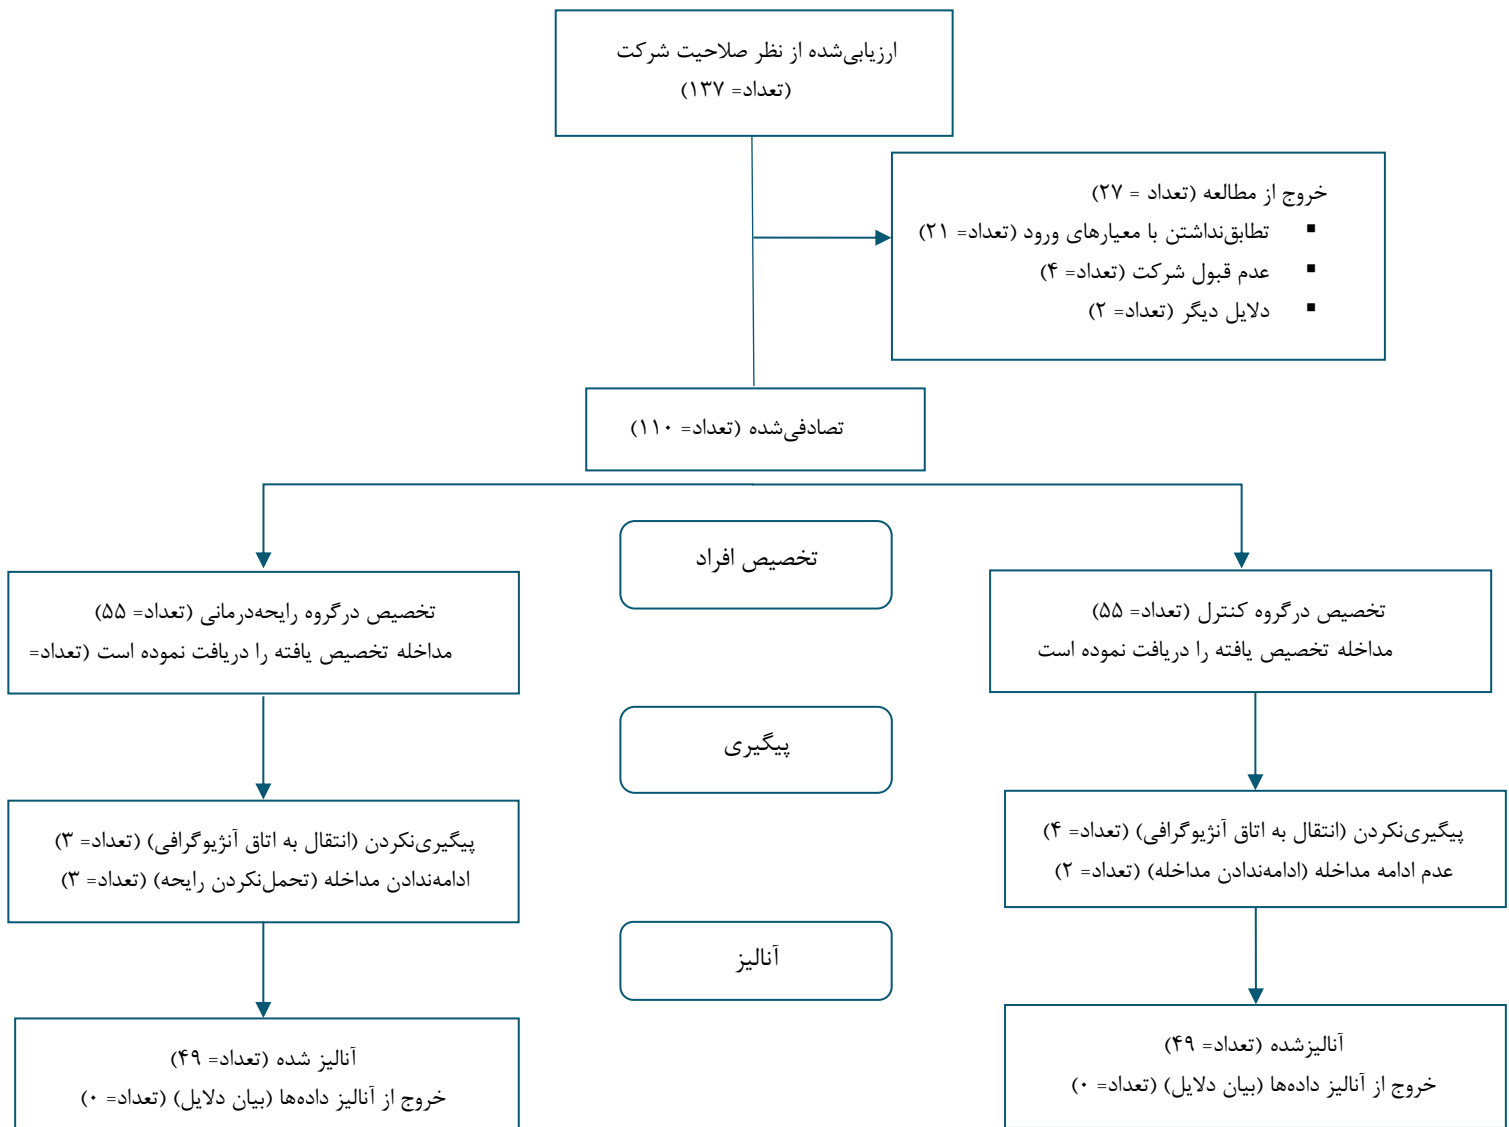 ارزیابی‌شده از نظر صلاحیت شرکت
(تعداد= ۱۳۷)
خروج از مطالعه (تعداد = ۲۷)
▪ تطابق‌نداشتن با معیارهای ورود (تعداد= ۲۱)
▪ عدم قبول شرکت (تعداد= ۴)
▪ دلایل دیگر (تعداد= ۲)
تصادفی‌شده (تعداد= ۱۱۰)
تخصیص افراد
تخصیص درگروه کنترل (تعداد= ۵۵)
مداخله تخصیص یافته را دریافت نموده است
تخصیص درگروه رایحه‌درمانی (تعداد= ۵۵)
مداخله تخصیص یافته را دریافت نموده است (تعداد=
پیگیری
پیگیری‌نکردن (انتقال به اتاق آنژیوگرافی) (تعداد= ۴)
عدم ادامه مداخله (ادامه‌ندادن مداخله) (تعداد= ۲)
پیگیری‌نکردن (انتقال به اتاق آنژیوگرافی) (تعداد= ۳)
ادامه‌ندادن مداخله (تحمل‌نکردن رایحه) (تعداد= ۳)
آنالیز
آنالیزشده (تعداد= ۴۹)
خروج از آنالیز داده‌ها (بیان دلایل) (تعداد= ۰)
آنالیز شده (تعداد= ۴۹)
خروج از آنالیز داده‌ها (بیان دلایل) (تعداد= ۰)